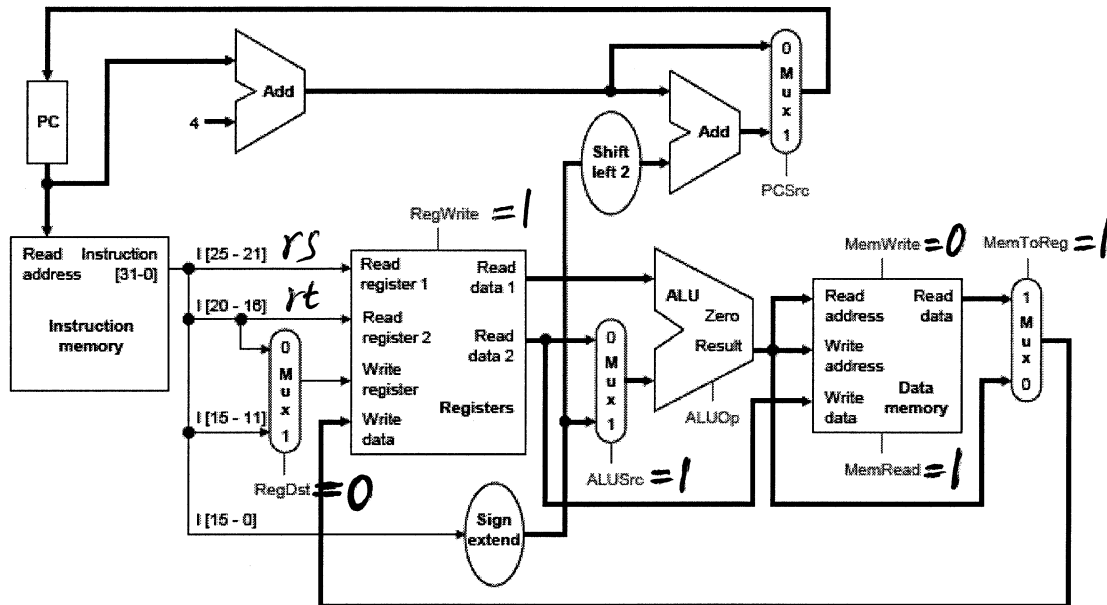 PC
4
Add
Shift
left 2
Add
0
M
u
x
1
PCSrc
Read
address
Instruction
[31-0]
Instruction
memory
I [25 - 21]
rs
I [20 - 16]
rt
I [15 - 11]
I [15 - 0]
0
M
u
x
1
RegDst =0
RegWrite =1
Read
register 1
Read
register 2
Write
register
Write
data
Read
data 1
Read
data 2
Registers
Sign
extend
0
M
u
x
1
ALUSrc =1
ALU
Zero
Result
ALUOp
MemWrite =0
Read
address
Write
address
Write
data
Read
data
Data
memory
MemRead =1
MemToReg =1
1
M
u
x
0